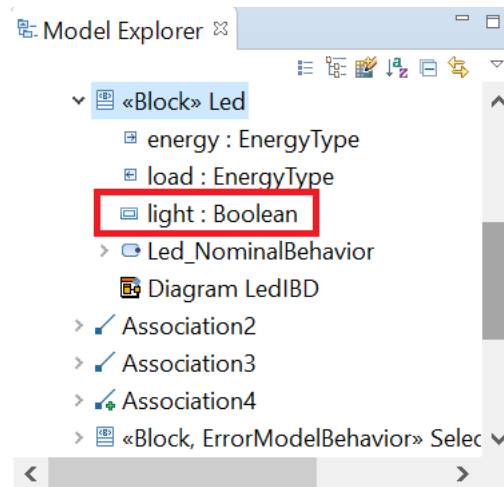 Model Explorer
«Block» Led
energy : EnergyType
load : EnergyType
light : Boolean
Led_NominalBehavior
Diagram LedIBD
Association2
Association3
Association4
«Block, ErrorModelBehavior» Selec